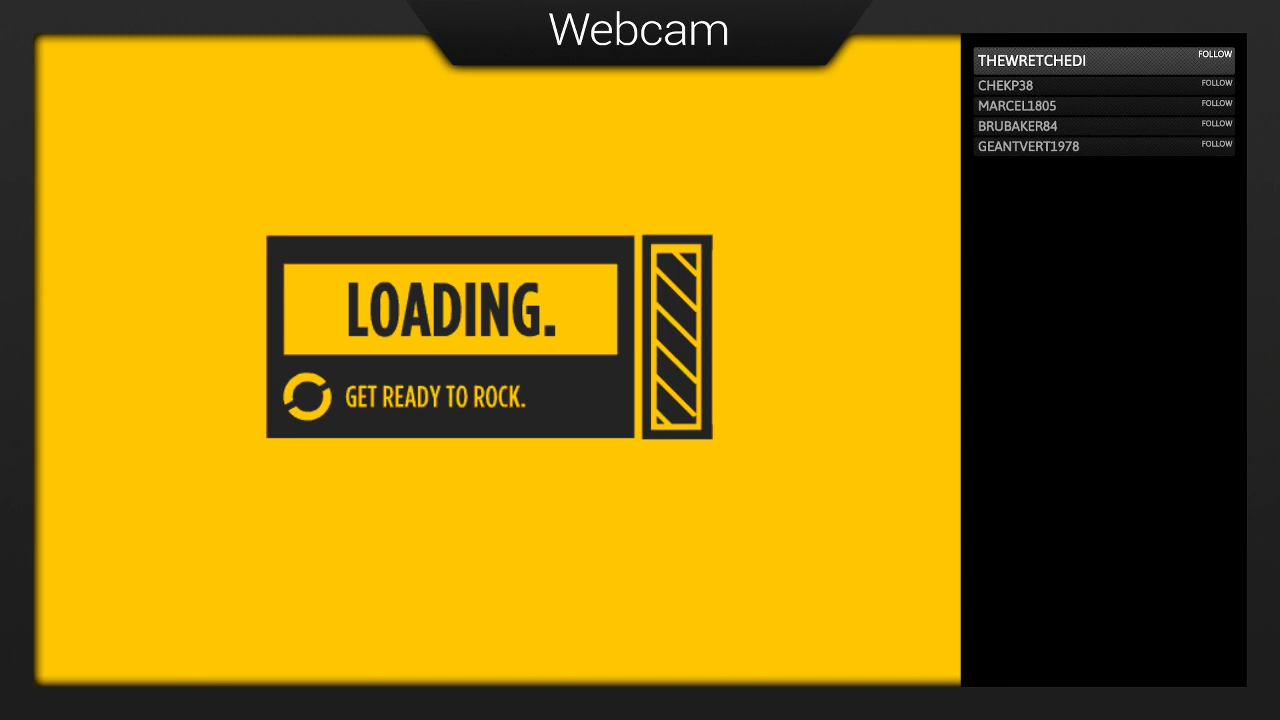 Webcam
LOADING.
GET READY TO ROCK.
THEWRETCHEDI FOLLOW
CHEKP38 FOLLOW
MARCEL1805 FOLLOW
BRUBAKER84 FOLLOW
GEANTVERT1978 FOLLOW